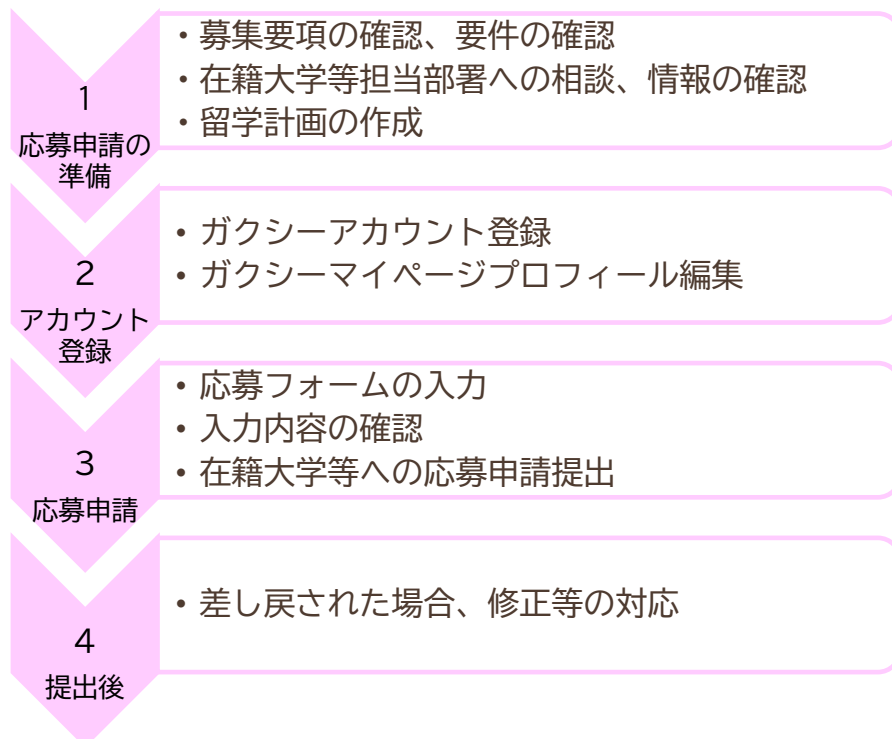 1
応募申請の
準備
・募集要項の確認、要件の確認
・在籍大学等担当部署への相談、情報の確認
・留学計画の作成
2
アカウント
登録
・ガクシーアカウント登録
・ガクシーマイページプロフィール編集
3
応募申請
・応募フォームの入力
・入力内容の確認
・在籍大学等への応募申請提出
4
提出後
・差し戻された場合、修正等の対応